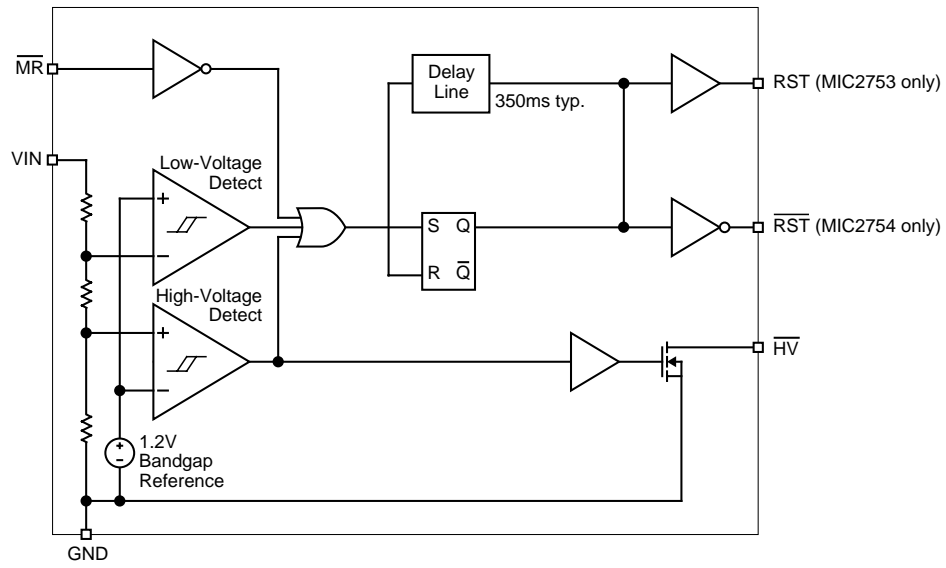 MR
Delay
Line
350ms typ.
RST (MIC2753 only)
VIN
Low-Voltage
Detect
+
−
S Q
R Q
RST (MIC2754 only)
High-Voltage
Detect
+
−
HV
+
−
1.2V
Bandgap
Reference
GND